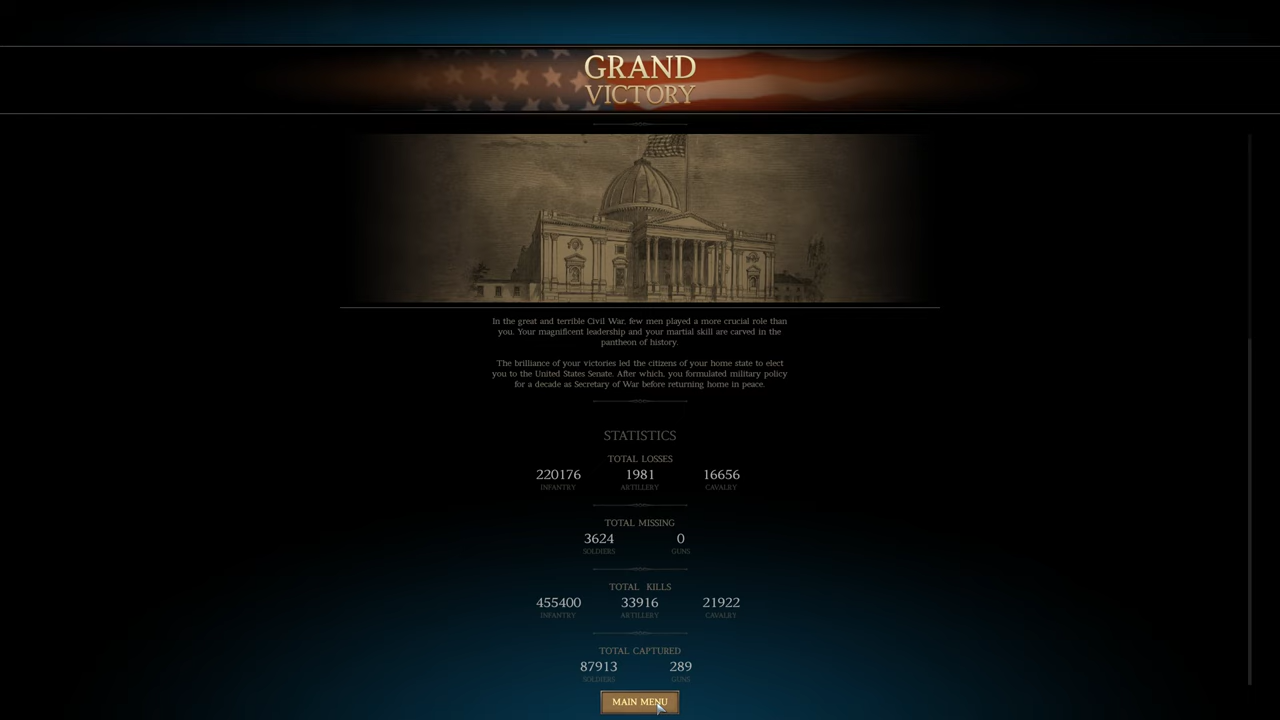 GRAND
VICTORY
In the great and terrible Civil War, few men played a more crucial role than
you. Your magnificent leadership and your martial skill are carved in the
pantheon of history.
The brilliance of your victories led the citizens of your home state to elect
you to the United States Senate. After which, you formulated military policy
for a decade as Secretary of War before returning home in peace.
STATISTICS
TOTAL LOSSES
220176 1981 16656
INFANTRY ARTILLERY CAVALRY
TOTAL MISSING
3624 0
SOLDIERS GUNS
TOTAL KILLS
455400 33916 21922
INFANTRY ARTILLERY CAVALRY
TOTAL CAPTURED
87913 289
SOLDIERS GUNS
MAIN MENU